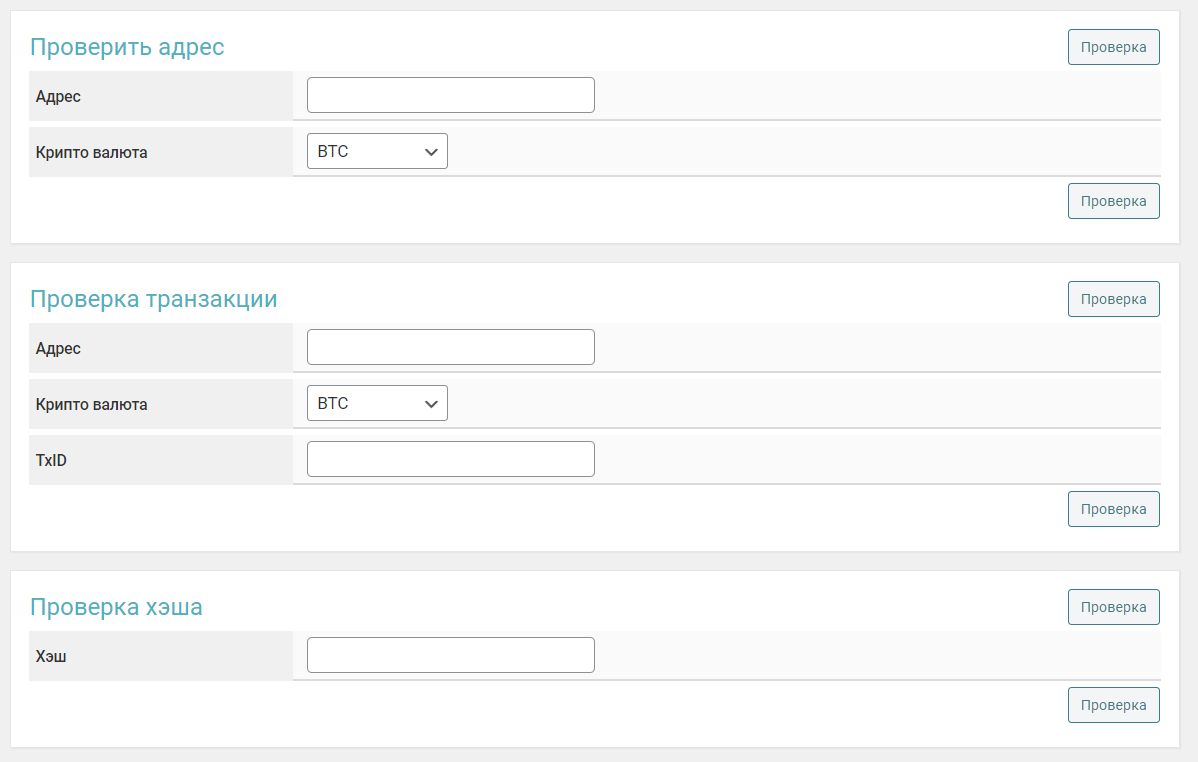 Проверить адрес
Проверка
Адрес
Крипто валюта
BTC
Проверка
Проверка транзакции
Проверка
Адрес
Крипто валюта
BTC
TxID
Проверка
Проверка хэша
Проверка
Хэш
Проверка